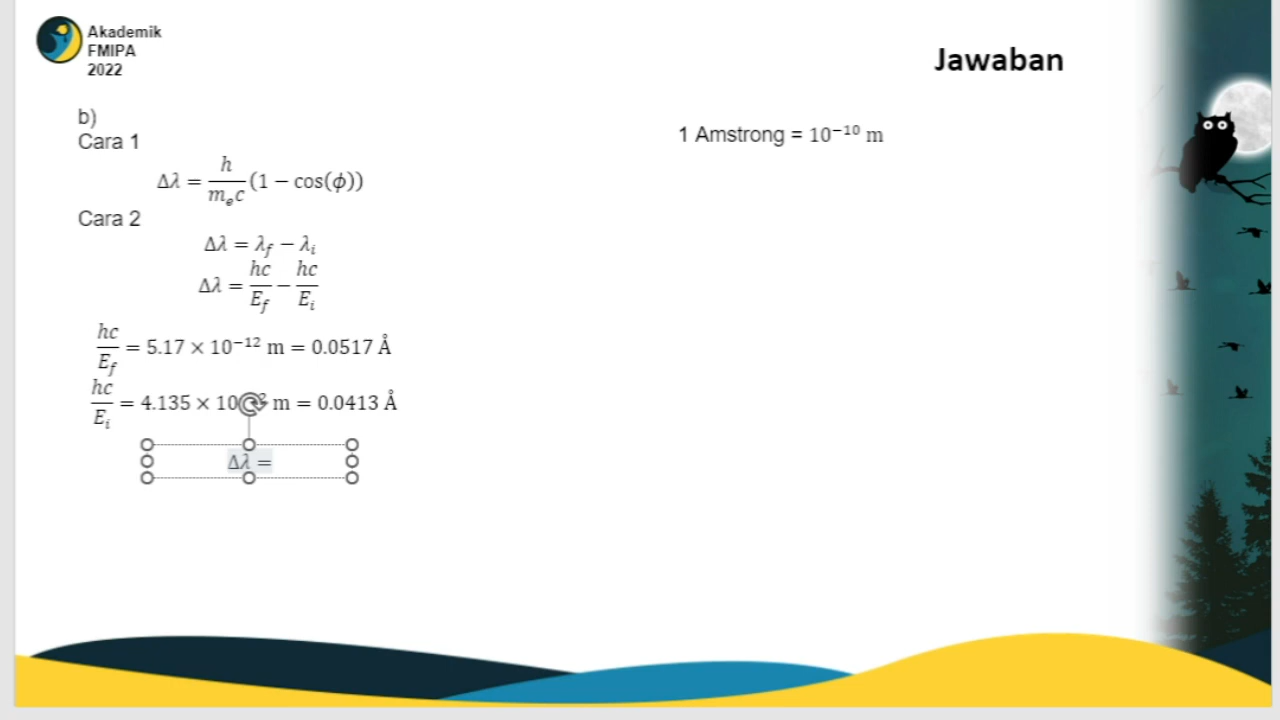 Akademik
FMIPA
2022
Jawaban
b)
Cara 1
1 Amstrong = 10⁻¹⁰ m
Δλ = h/(mₑc) (1 − cos(ϕ))
Cara 2
Δλ = λ_f − λ_i
Δλ = hc/E_f − hc/E_i
hc/E_f = 5.17 × 10⁻¹² m = 0.0517 Å
hc/E_i = 4.135 × 10 m = 0.0413 Å
Δλ =